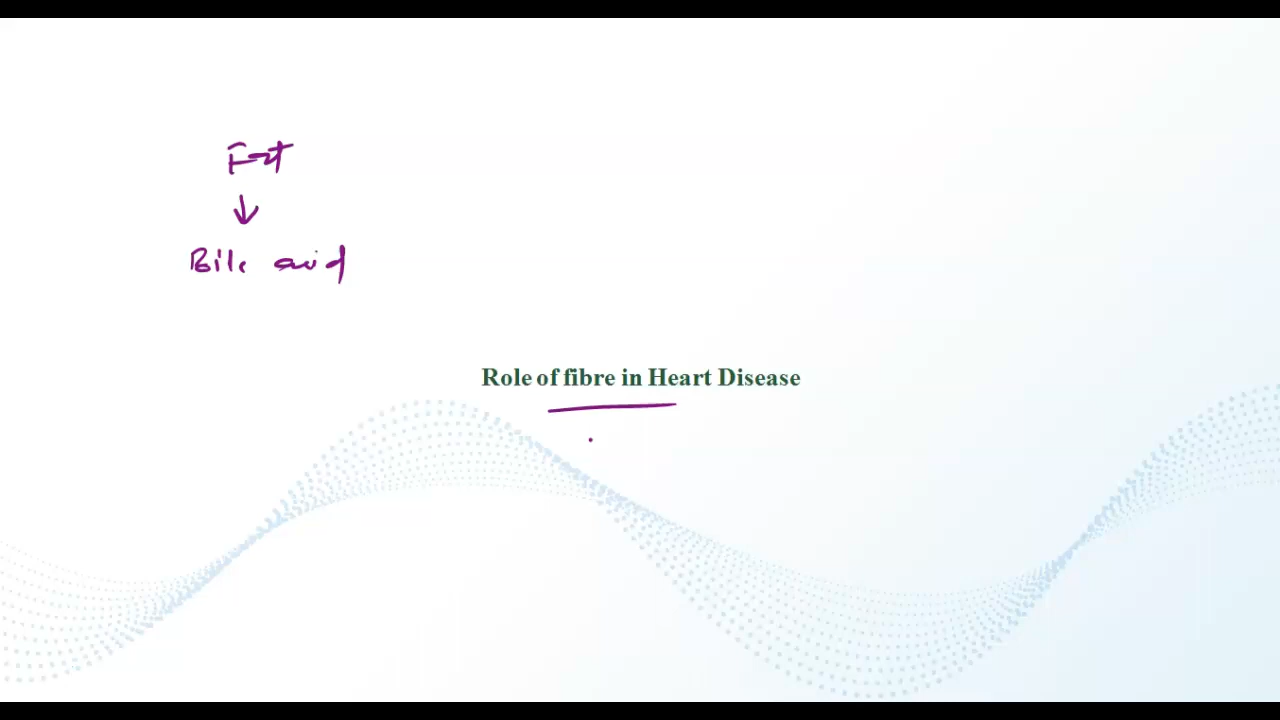 Fat
↓
Bile acid
Role of fibre in Heart Disease